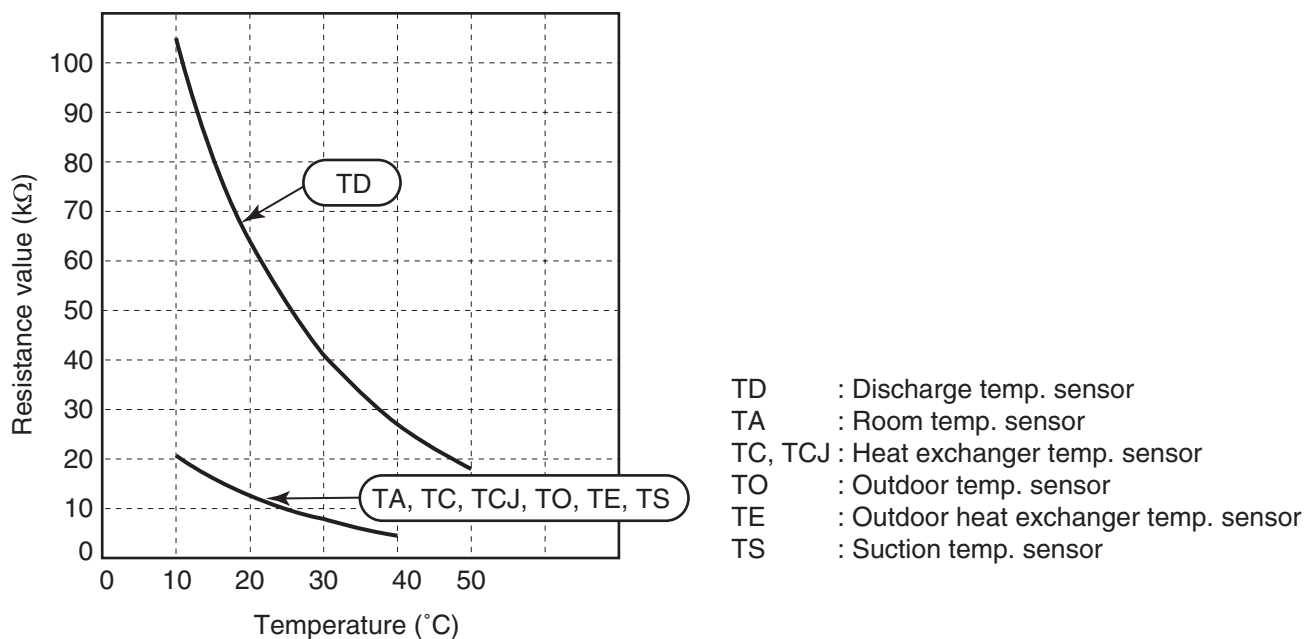 Resistance value (kΩ)
100
90
80
70
60
50
40
30
20
10
0
TD
TA, TC, TCJ, TO, TE, TS
0 10 20 30 40 50
Temperature (˚C)
TD : Discharge temp. sensor
TA : Room temp. sensor
TC, TCJ : Heat exchanger temp. sensor
TO : Outdoor temp. sensor
TE : Outdoor heat exchanger temp. sensor
TS : Suction temp. sensor